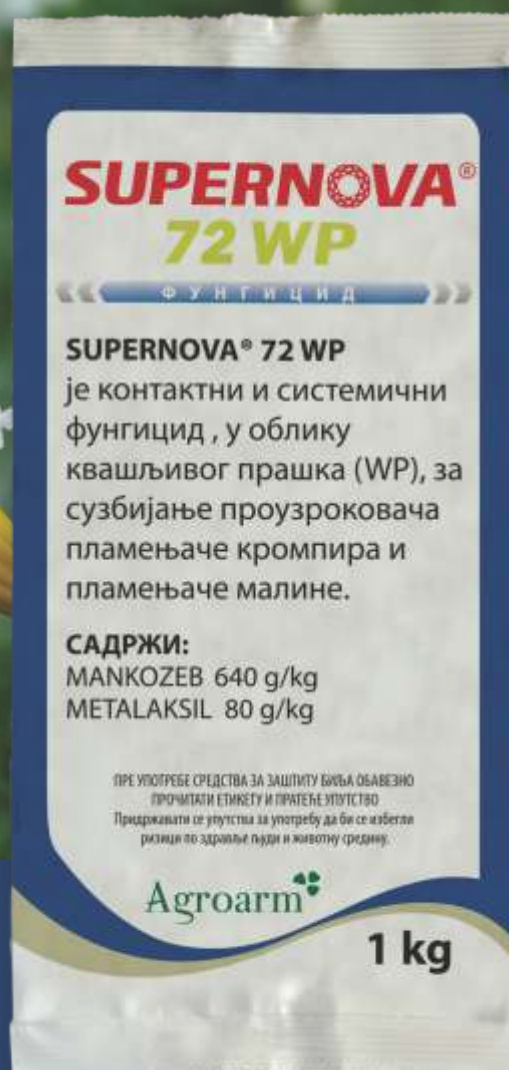 SUPERNOVA®
72 WP
ФУНГИЦИД
SUPERNOVA® 72 WP
је контактни и системични
фунгицид , у облику
квашљивог прашка (WP), за
сузбијање проузроковача
пламењаче кромпира и
пламењаче малине.
САДРЖИ:
MANKOZEB 640 g/kg
METALAKSIL 80 g/kg
ПРЕ УПОТРЕБЕ СРЕДСТВА ЗА ЗАШТИТУ БИЉА ОБАВЕЗНО
ПРОЧИТАТИ ЕТИКЕТУ И ПРАТЕЋЕ УПУТСТВО
Придржавати се упутства за употребу да би се избегли
ризици по здравље људи и животну средину.
Agroarm
1 kg